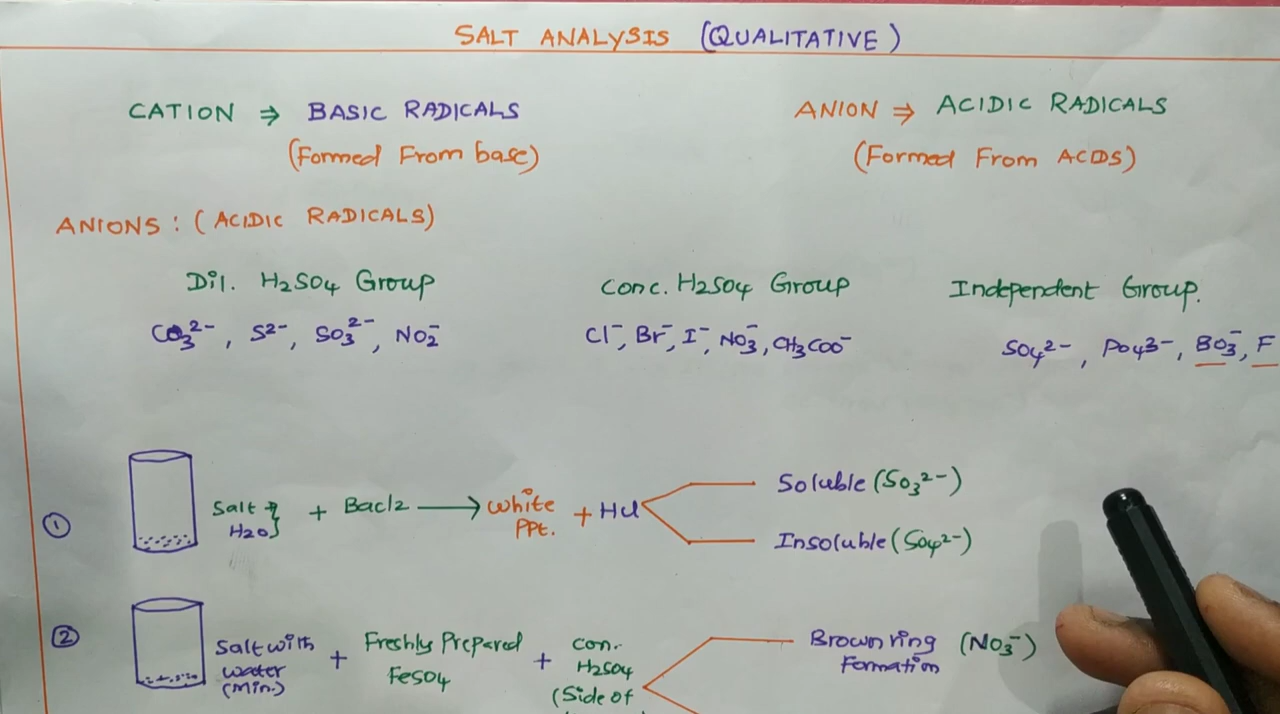 SALT ANALYSIS (QUALITATIVE)
CATION ⇒ BASIC RADICALS
(Formed From base)
ANION ⇒ ACIDIC RADICALS
(Formed From ACIDS)
ANIONS : (ACIDIC RADICALS)
Dil. H2SO4 Group
CO3 2-, S2-, SO3 2-, NO2-
Conc. H2SO4 Group
Cl-, Br-, I-, NO3-, CH3COO-
Independent Group.
SO4 2-, PO4 3-, BO3-, F
① Salt + BaCl2 → White + HCl
H2O PPt.
Soluble (SO3 2-)
Insoluble (SO4 2-)
② Salt with + Freshly Prepared + Con.
water FeSO4 H2SO4
(Min.) (Side of
Brown ring (NO3-)
Formation